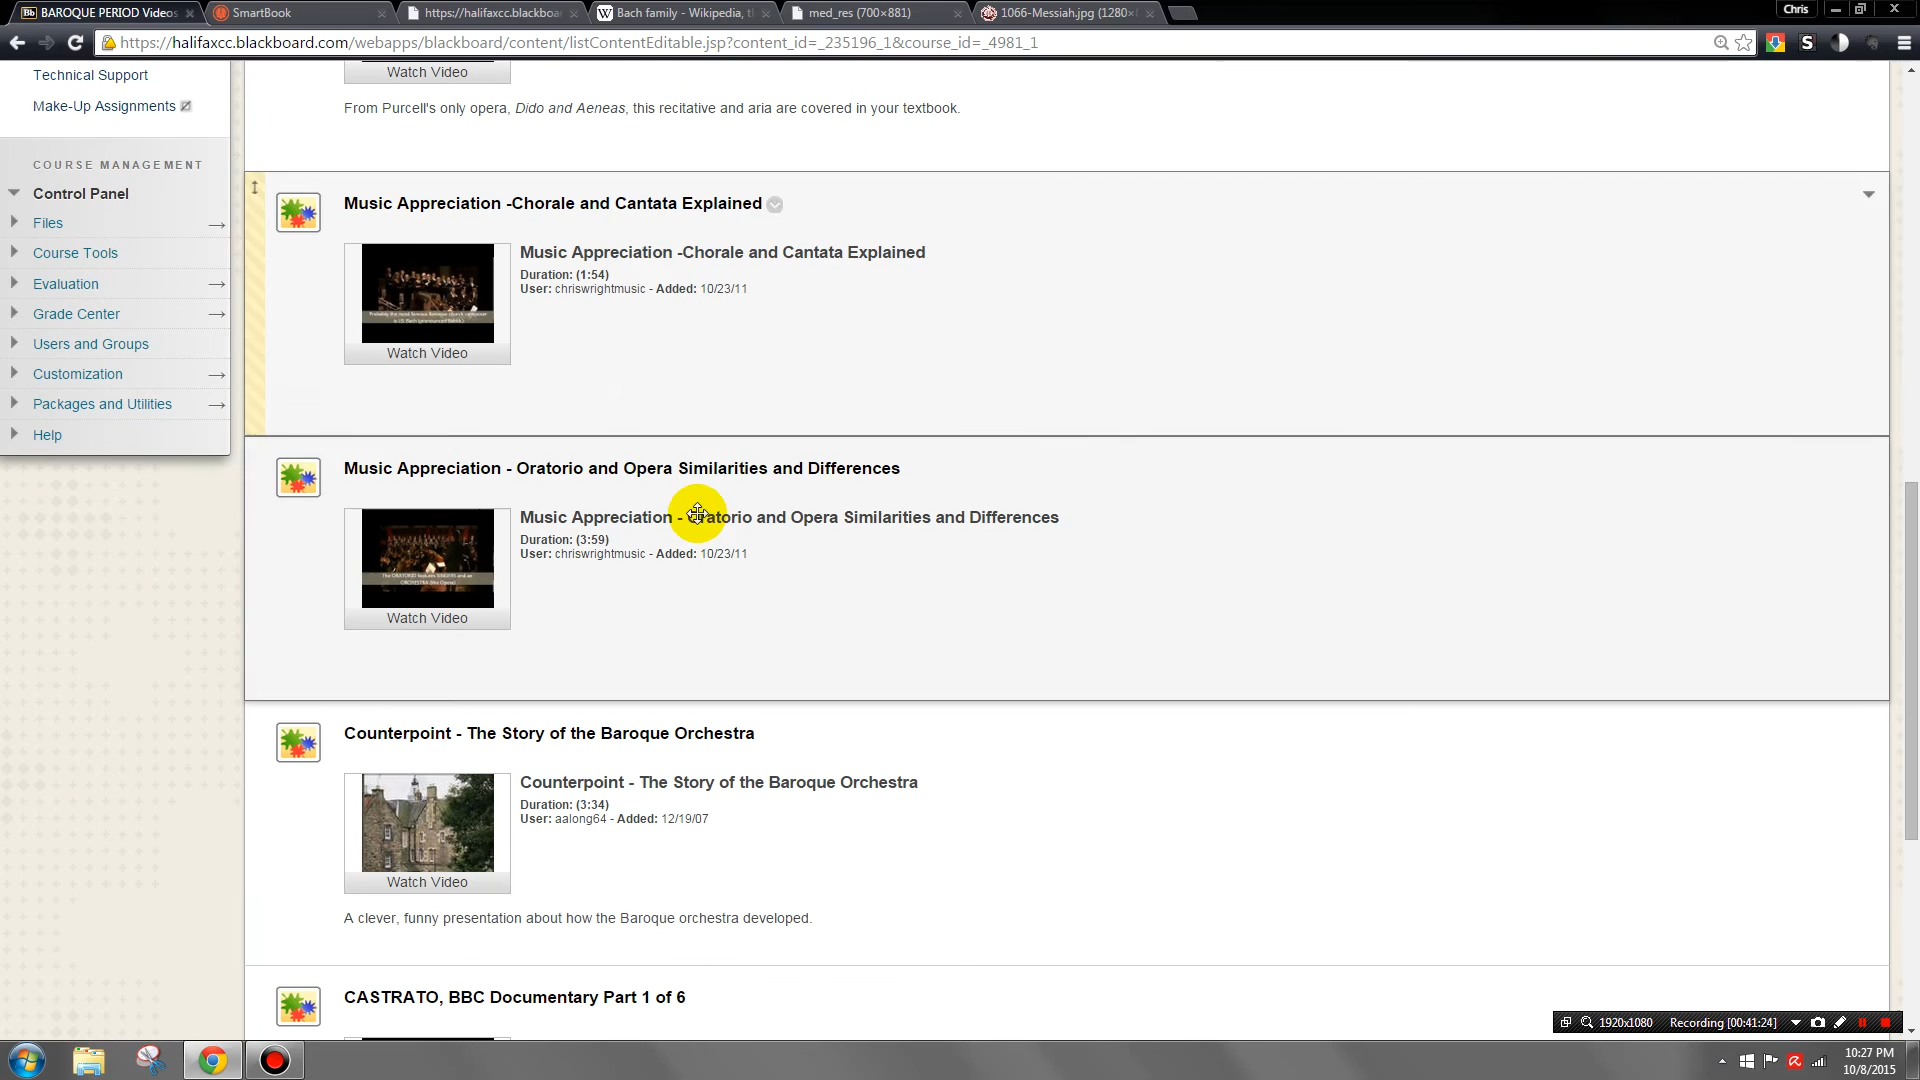 BAROQUE PERIOD Videos
SmartBook
https://halifaxcc.blackboa
Bach family - Wikipedia, t
med_res (700×881)
1066-Messiah.jpg (1280×
Chris
https://halifaxcc.blackboard.com/webapps/blackboard/content/listContentEditable.jsp?content_id=_235196_1&course_id=_4981_1
Technical Support
Make-Up Assignments
COURSE MANAGEMENT
Control Panel
Files
Course Tools
Evaluation
Grade Center
Users and Groups
Customization
Packages and Utilities
Help
Watch Video
From Purcell's only opera, Dido and Aeneas, this recitative and aria are covered in your textbook.
Music Appreciation -Chorale and Cantata Explained
Music Appreciation -Chorale and Cantata Explained
Duration: (1:54)
User: chriswrightmusic - Added: 10/23/11
Watch Video
Music Appreciation - Oratorio and Opera Similarities and Differences
Music Appreciation - Oratorio and Opera Similarities and Differences
Duration: (3:59)
User: chriswrightmusic - Added: 10/23/11
The ORATORIO features SINGERS and an
ORCHESTRA (like Opera)
Watch Video
Counterpoint - The Story of the Baroque Orchestra
Counterpoint - The Story of the Baroque Orchestra
Duration: (3:34)
User: aalong64 - Added: 12/19/07
Watch Video
A clever, funny presentation about how the Baroque orchestra developed.
CASTRATO, BBC Documentary Part 1 of 6
1920x1080
Recording [00:41:24]
10:27 PM
10/8/2015